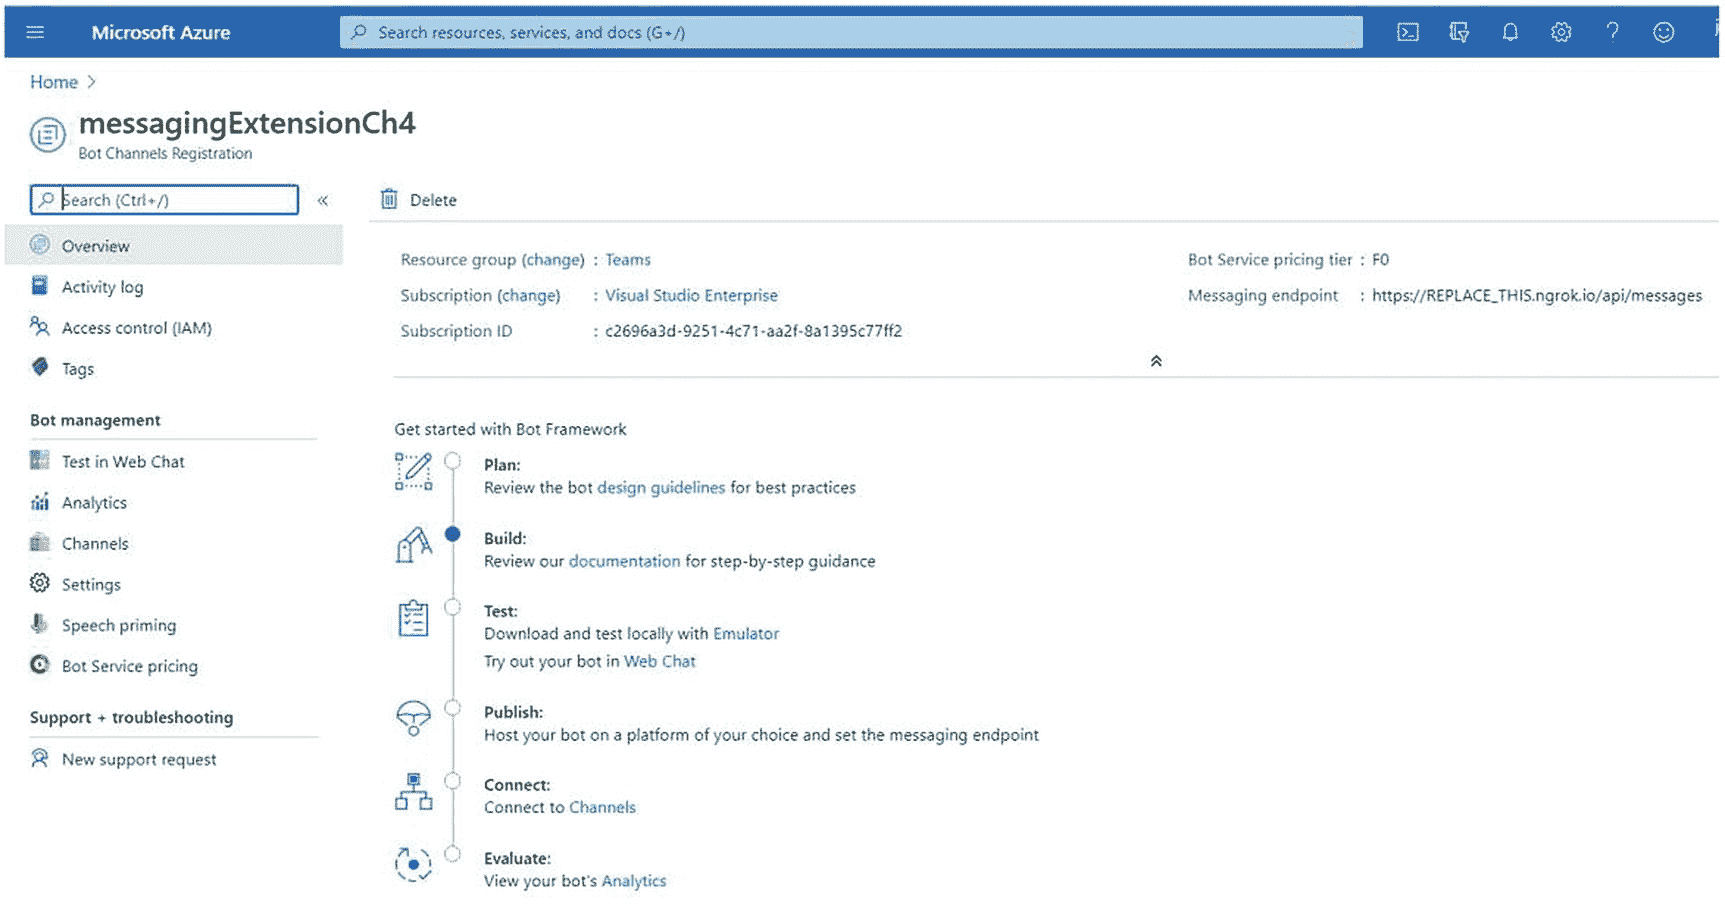 Microsoft Azure
Search resources, services, and docs (G+/)
Home >
messagingExtensionCh4
Bot Channels Registration
Search (Ctrl+/)
«
Delete
Overview
Activity log
Access control (IAM)
Tags
Bot management
Test in Web Chat
Analytics
Channels
Settings
Speech priming
Bot Service pricing
Support + troubleshooting
New support request
Resource group (change) : Teams
Subscription (change) : Visual Studio Enterprise
Subscription ID : c2696a3d-9251-4c71-aa2f-8a1395c77ff2
Bot Service pricing tier : F0
Messaging endpoint : https://REPLACE_THIS.ngrok.io/api/messages
Get started with Bot Framework
Plan:
Review the bot design guidelines for best practices
Build:
Review our documentation for step-by-step guidance
Test:
Download and test locally with Emulator
Try out your bot in Web Chat
Publish:
Host your bot on a platform of your choice and set the messaging endpoint
Connect:
Connect to Channels
Evaluate:
View your bot's Analytics